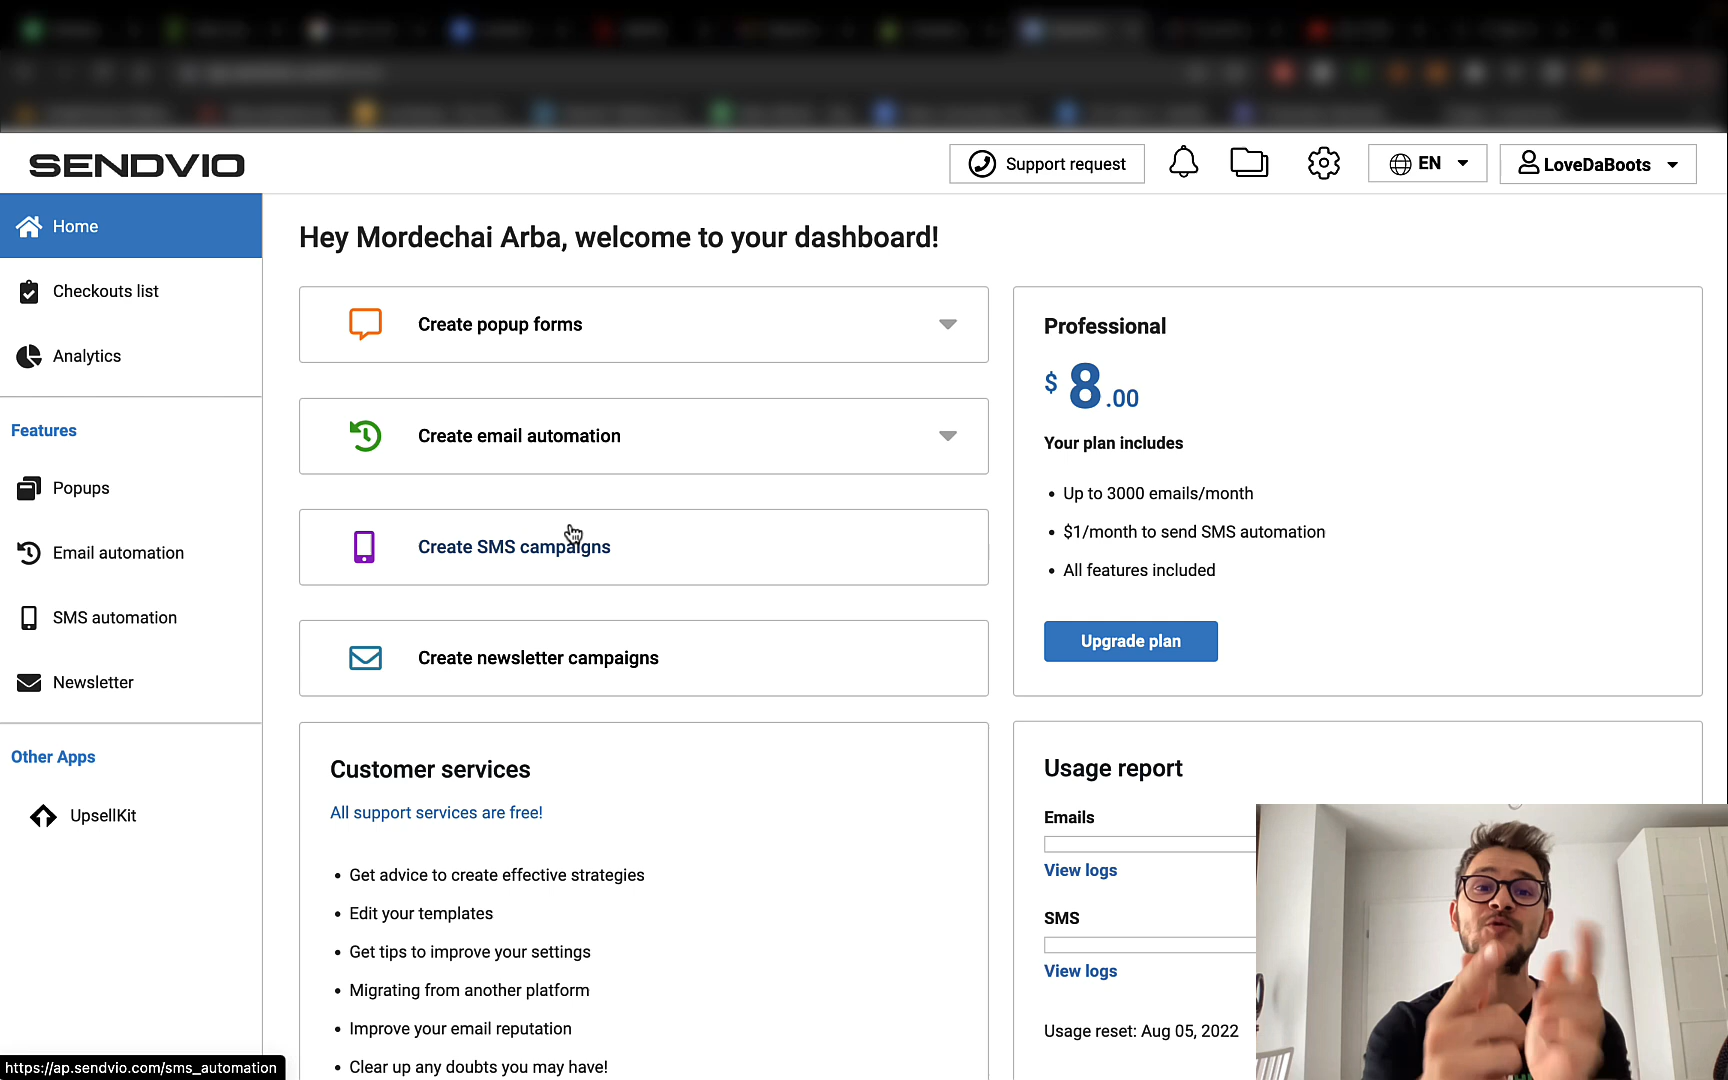 SENDVIO
Support request
EN
LoveDaBoots
Home
Checkouts list
Analytics
Features
Popups
Email automation
SMS automation
Newsletter
Other Apps
UpsellKit
Hey Mordechai Arba, welcome to your dashboard!
Create popup forms
Create email automation
Create SMS campaigns
Create newsletter campaigns
Professional
$ 8.00
Your plan includes
• Up to 3000 emails/month
• $1/month to send SMS automation
• All features included
Upgrade plan
Customer services
All support services are free!
• Get advice to create effective strategies
• Edit your templates
• Get tips to improve your settings
• Migrating from another platform
• Improve your email reputation
• Clear up any doubts you may have!
Usage report
Emails
View logs
SMS
View logs
Usage reset: Aug 05, 2022
https://ap.sendvio.com/sms_automation